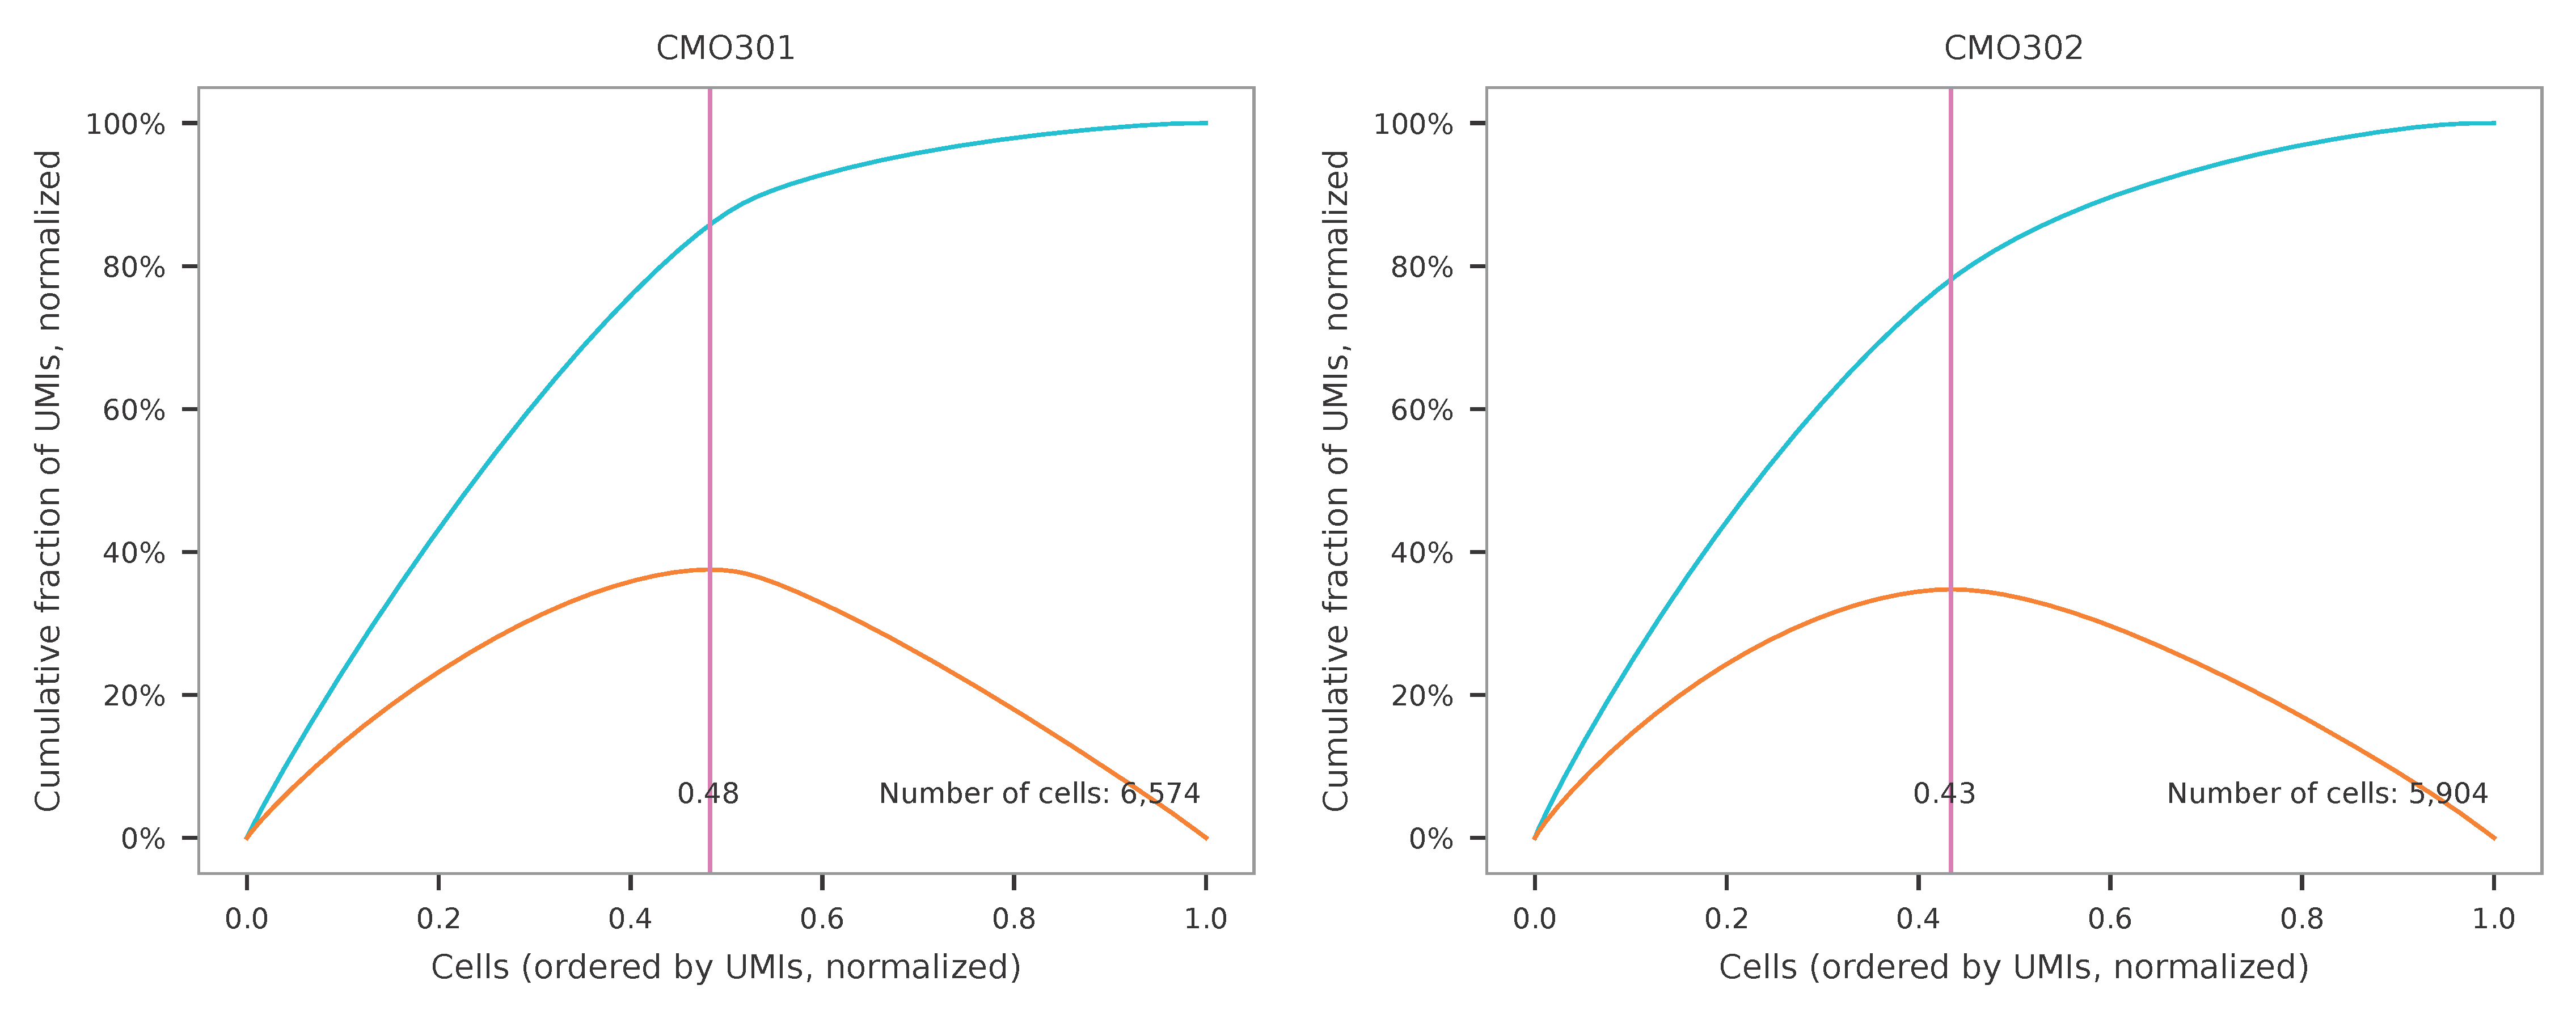 CMO301
Cumulative fraction of UMIs, normalized
100%
80%
60%
40%
20%
0%
0.48
Number of cells: 6,574
0.0 0.2 0.4 0.6 0.8 1.0
Cells (ordered by UMIs, normalized)
CMO302
Cumulative fraction of UMIs, normalized
100%
80%
60%
40%
20%
0%
0.43
Number of cells: 5,904
0.0 0.2 0.4 0.6 0.8 1.0
Cells (ordered by UMIs, normalized)